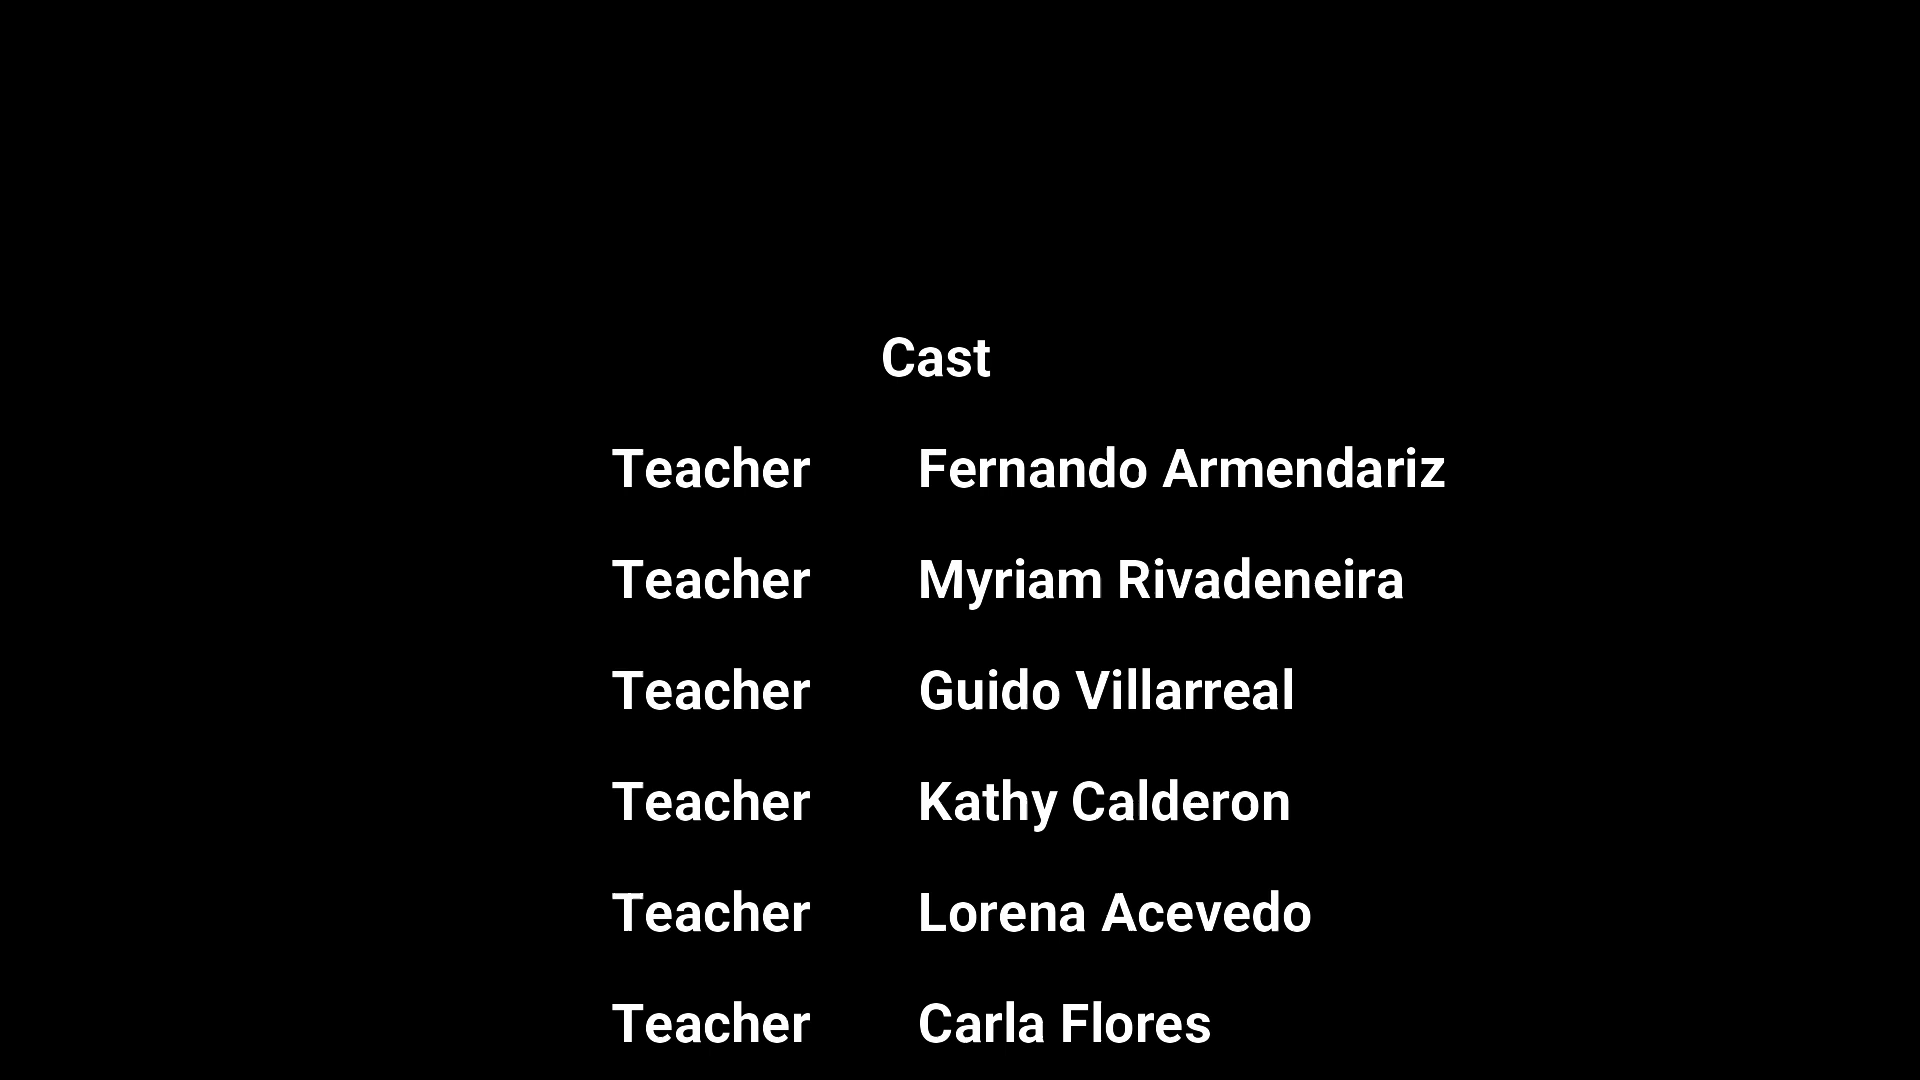 Cast
Teacher Fernando Armendariz
Teacher Myriam Rivadeneira
Teacher Guido Villarreal
Teacher Kathy Calderon
Teacher Lorena Acevedo
Teacher Carla Flores